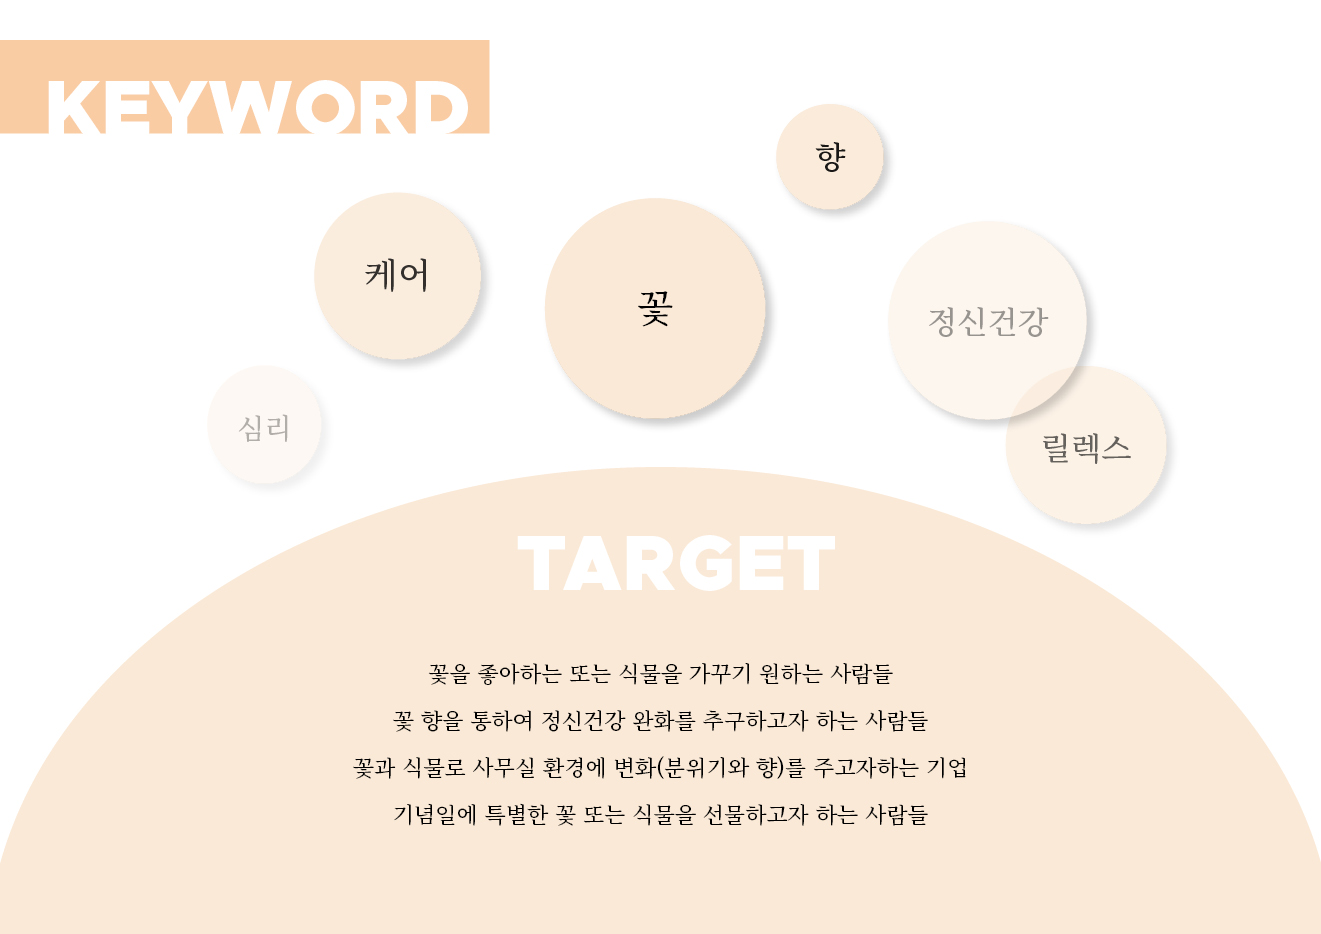 KEYWORD
향
케어
꽃
정신건강
심리
릴렉스
TARGET
꽃을 좋아하는 또는 식물을 가꾸기 원하는 사람들
꽃 향을 통하여 정신건강 완화를 추구하고자 하는 사람들
꽃과 식물로 사무실 환경에 변화(분위기와 향)를 주고자하는 기업
기념일에 특별한 꽃 또는 식물을 선물하고자 하는 사람들